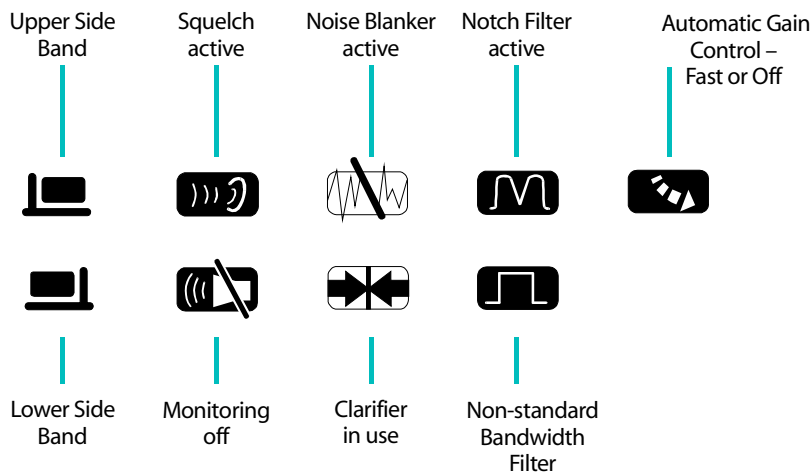 Upper Side
Band
Squelch
active
Noise Blanker
active
Notch Filter
active
Automatic Gain
Control –
Fast or Off
Lower Side
Band
Monitoring
off
Clarifier
in use
Non-standard
Bandwidth
Filter